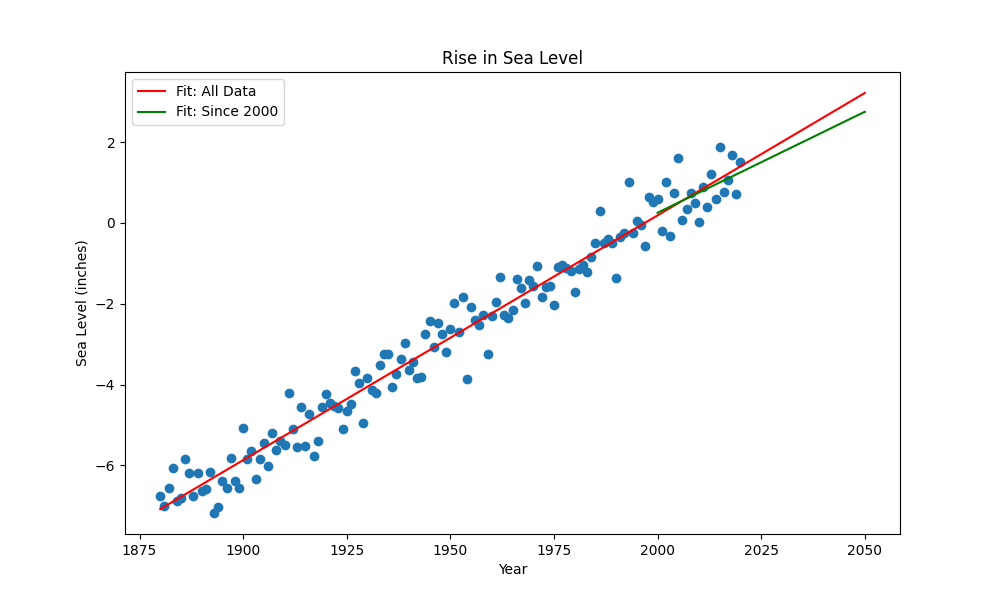 Rise in Sea Level
Fit: All Data
Fit: Since 2000
Sea Level (inches)
2
0
−2
−4
−6
1875 1900 1925 1950 1975 2000 2025 2050
Year